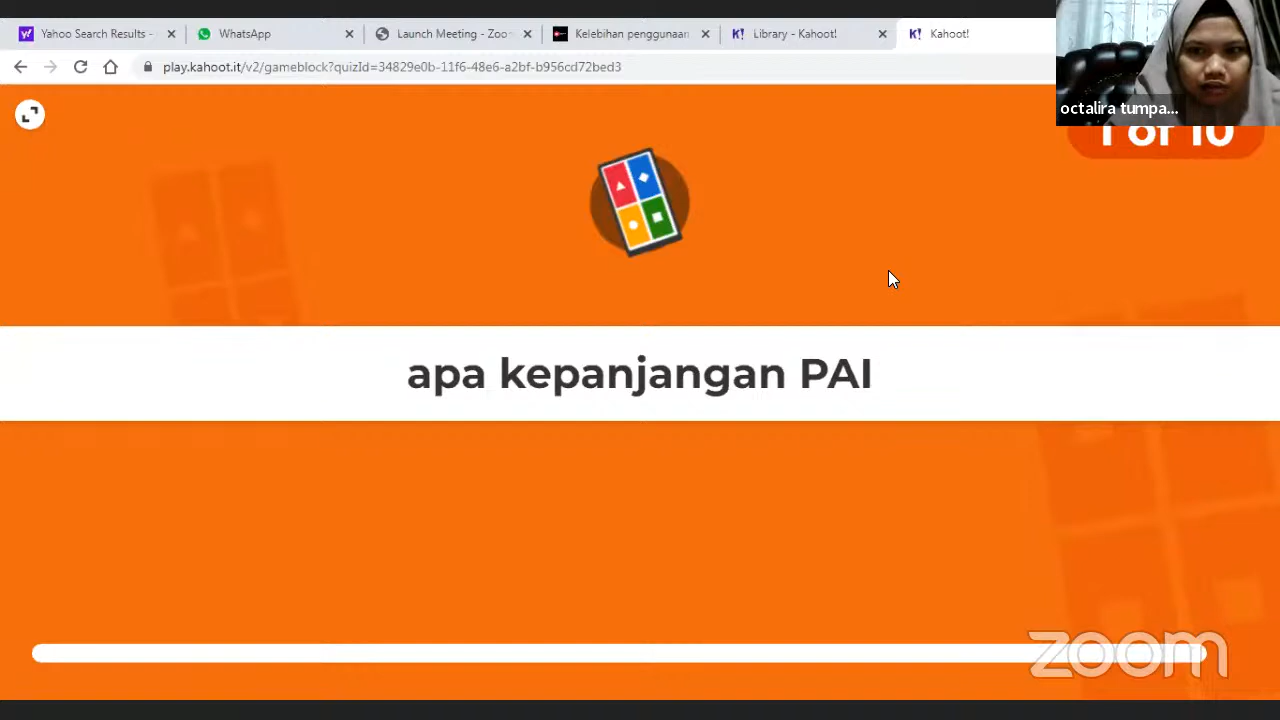 Yahoo Search Results - WhatsApp Launch Meeting - Zoo Kelebihan penggunaan Library - Kahoot! Kahoot!
play.kahoot.it/v2/gameblock?quizId=34829e0b-11f6-48e6-a2bf-b956cd72bed3
octalira tumpa...
1 of 10
apa kepanjangan PAI
zoom